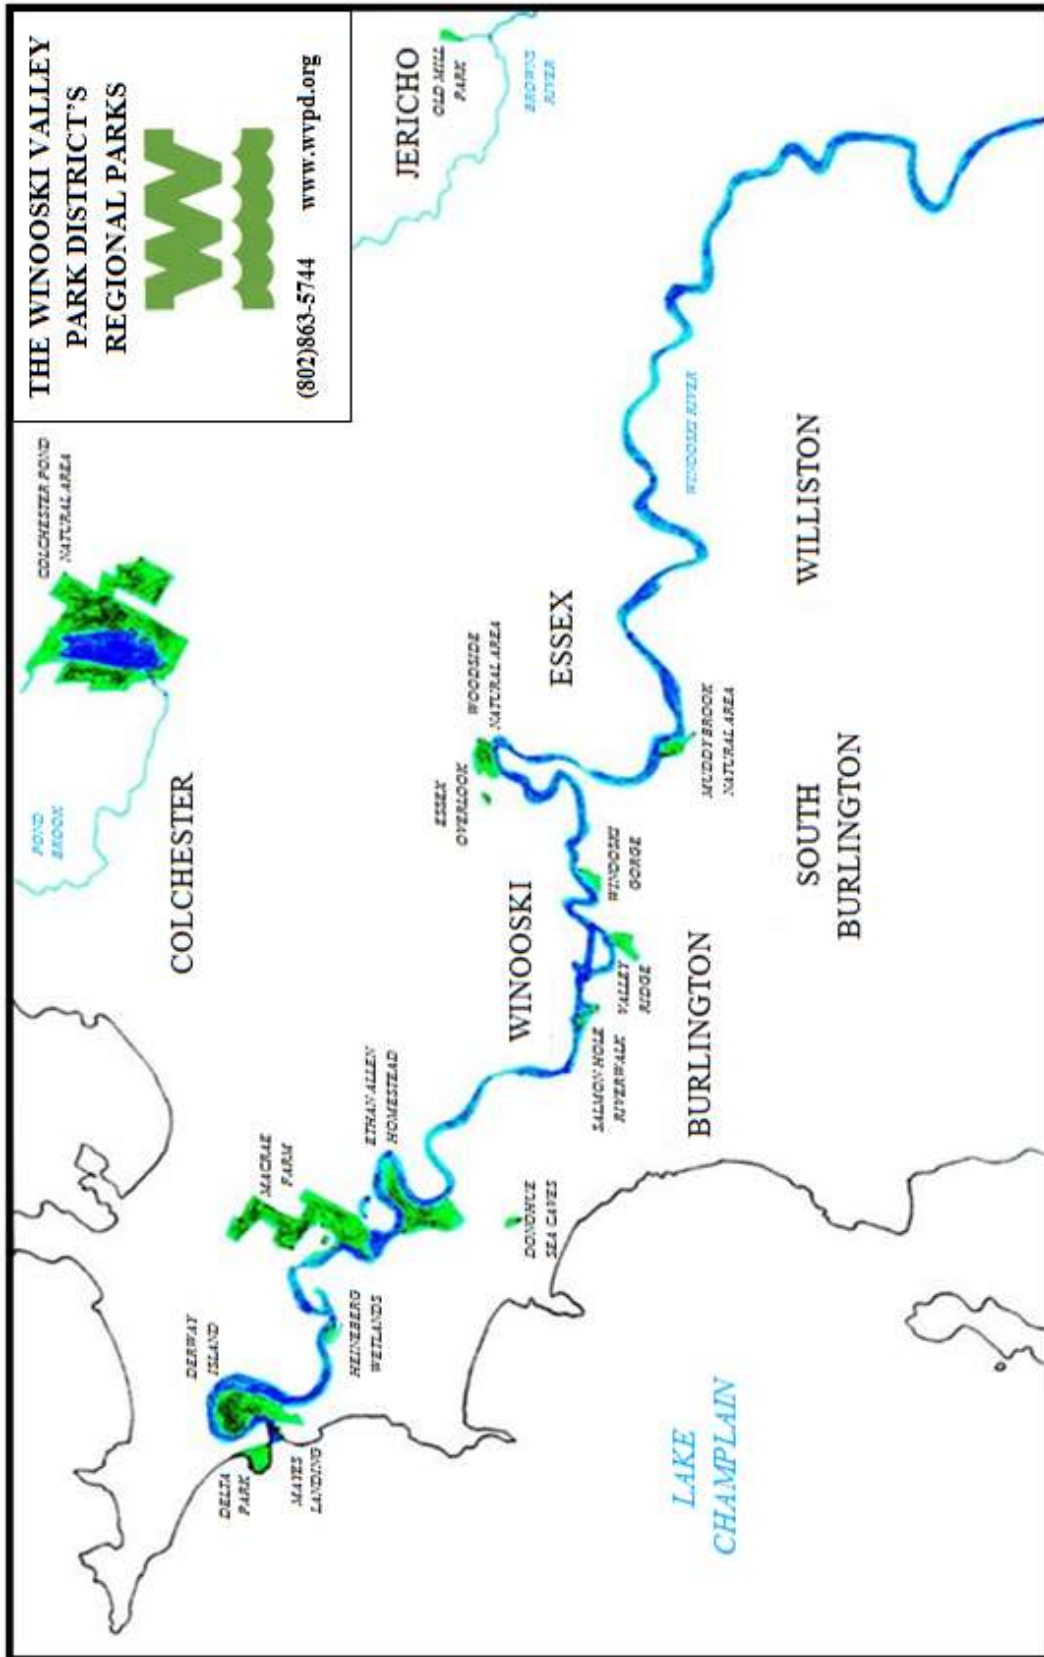 THE WINOOSKI VALLEY
PARK DISTRICT'S
REGIONAL PARKS
(802)863-5744 www.wvpd.org
JERICHO
OLD MILL
PARK
BROWNS
RIVER
COLCHESTER POND
NATURAL AREA
POND
BROOK
COLCHESTER
WOODSIDE
NATURAL AREA
ESSEX
OVERLOOK
ESSEX
WINOOSKI RIVER
WILLISTON
MUDDY BROOK
NATURAL AREA
SOUTH
BURLINGTON
WINOOSKI
WINOOSKI
GORGE
VALLEY
RIDGE
SALMON HOLE
RIVERWALK
BURLINGTON
ETHAN ALLEN
HOMESTEAD
MACRAE
FARM
DONOHUE
SEA CAVES
DERWAY
ISLAND
HEINEBERG
WETLANDS
DELTA
PARK
MAYES
LANDING
LAKE
CHAMPLAIN